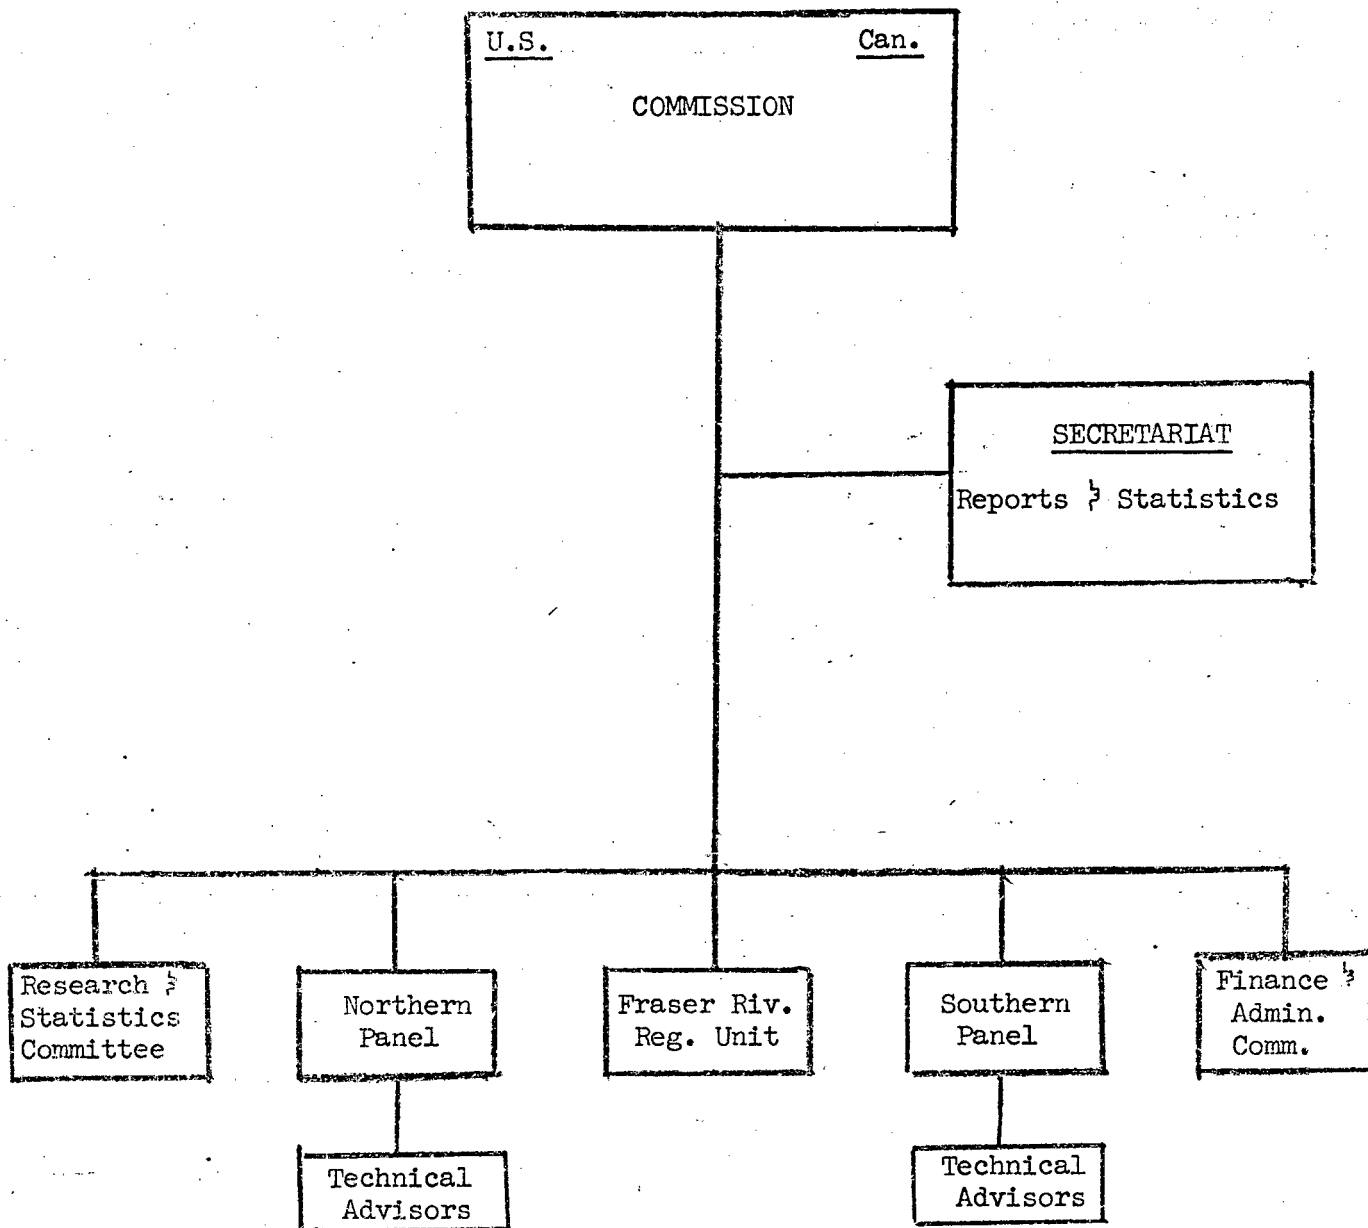 U.S. Can.
COMMISSION
SECRETARIAT
Reports & Statistics
Research &
Statistics
Committee
Northern
Panel
Fraser Riv.
Reg. Unit
Southern
Panel
Finance &
Admin.
Comm.
Technical
Advisors
Technical
Advisors